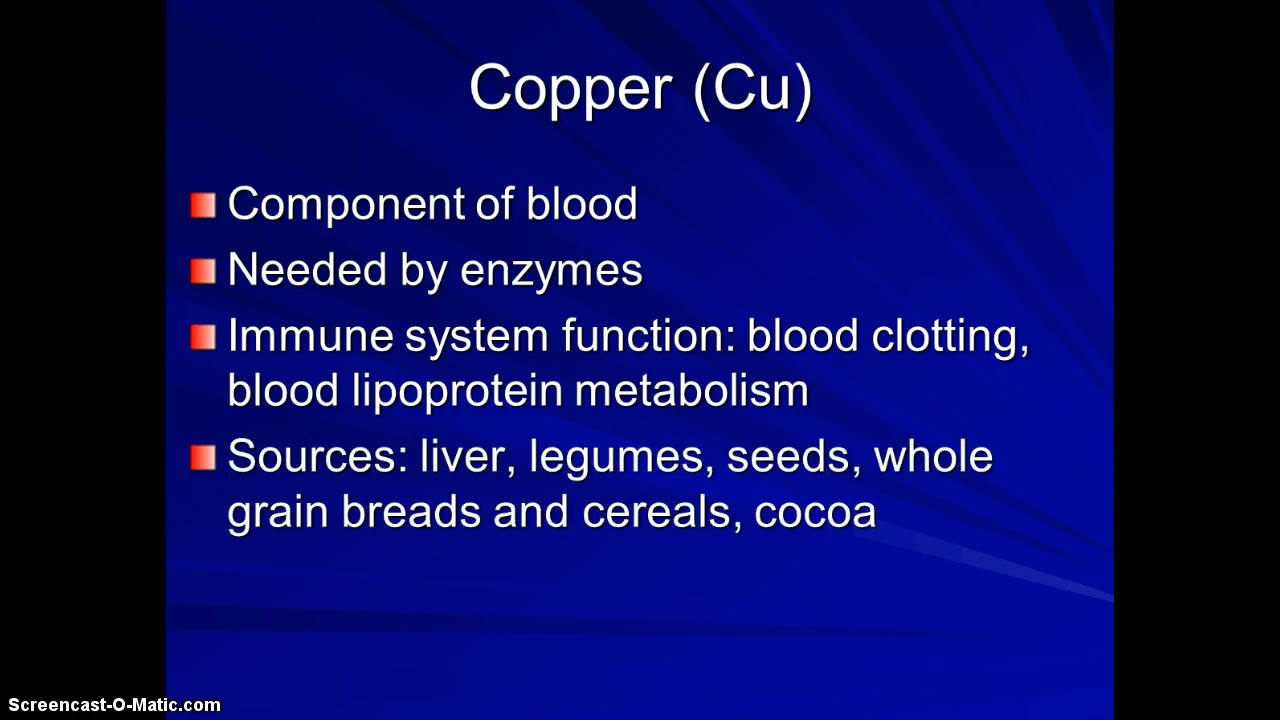 Copper (Cu)
Component of blood
Needed by enzymes
Immune system function: blood clotting,
blood lipoprotein metabolism
Sources: liver, legumes, seeds, whole
grain breads and cereals, cocoa
Screencast-O-Matic.com